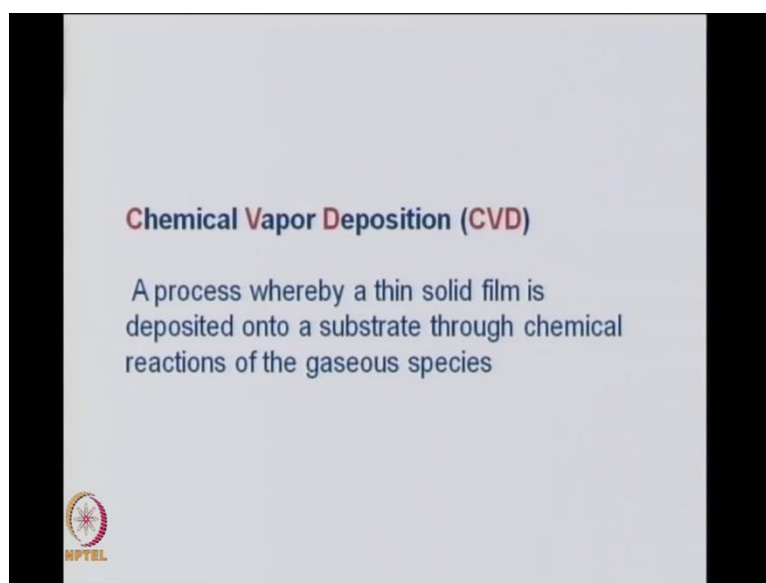 Chemical Vapor Deposition (CVD)
A process whereby a thin solid film is
deposited onto a substrate through chemical
reactions of the gaseous species
NPTEL